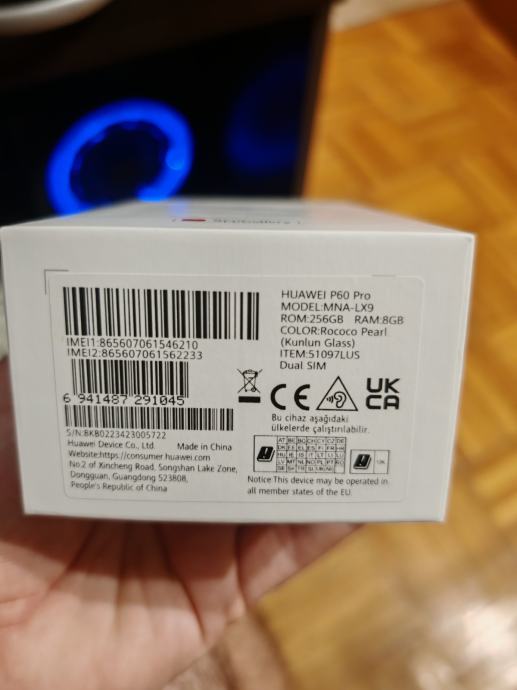 HUAWEI P60 Pro
MODEL:MNA-LX9
ROM:256GB RAM:8GB
COLOR:Rococo Pearl
(Kunlun Glass)
ITEM:51097LUS
Dual SIM
IMEI1:865607061546210
IMEI2:865607061562233
6 941487 291045
S/N:BKB0223423005722
Huawei Device Co., Ltd. Made in China
Website:https://consumer.huawei.com
No.2 of Xincheng Road, Songshan Lake Zone,
Dongguan, Guangdong 523808,
People's Republic of China
CE
UK
CA
Bu cihaz aşağıdaki
ülkelerde çalıştırılabilir.
Notice:This device may be operated in
all member states of the EU.